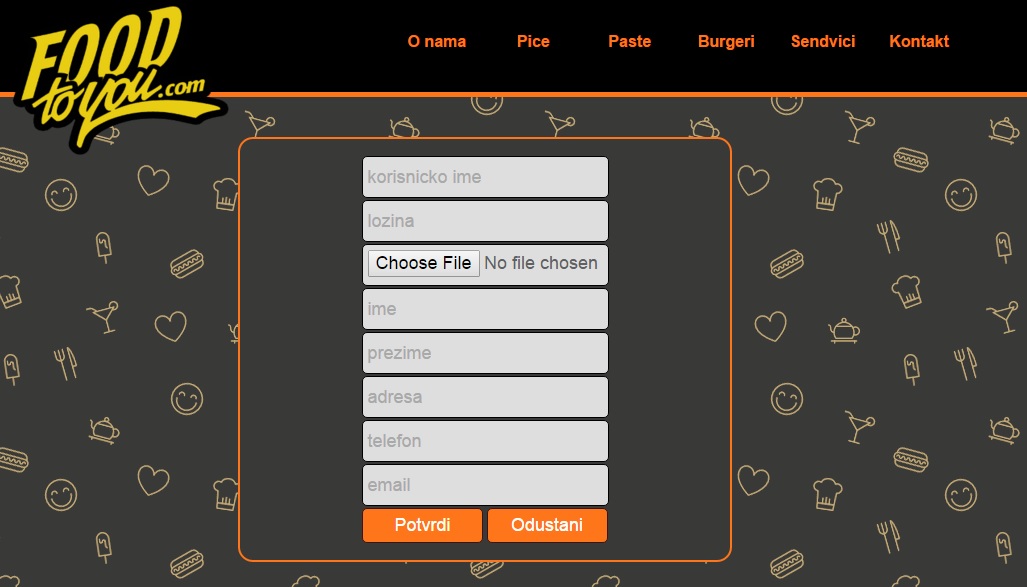 FOOD
to you.com
O nama Pice Paste Burgeri Sendvici Kontakt
korisnicko ime
lozina
Choose File No file chosen
ime
prezime
adresa
telefon
email
Potvrdi Odustani